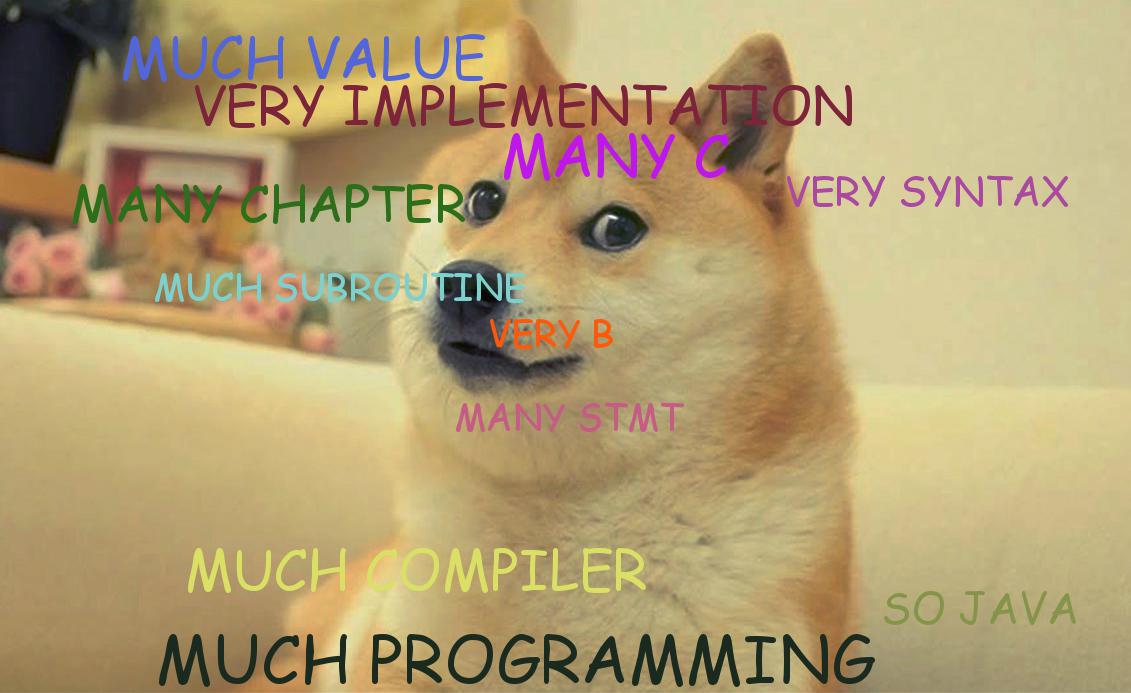 MUCH VALUE
VERY IMPLEMENTATION
MANY C
VERY SYNTAX
MANY CHAPTER
MUCH SUBROUTINE
VERY B
MANY STMT
MUCH COMPILER
SO JAVA
MUCH PROGRAMMING